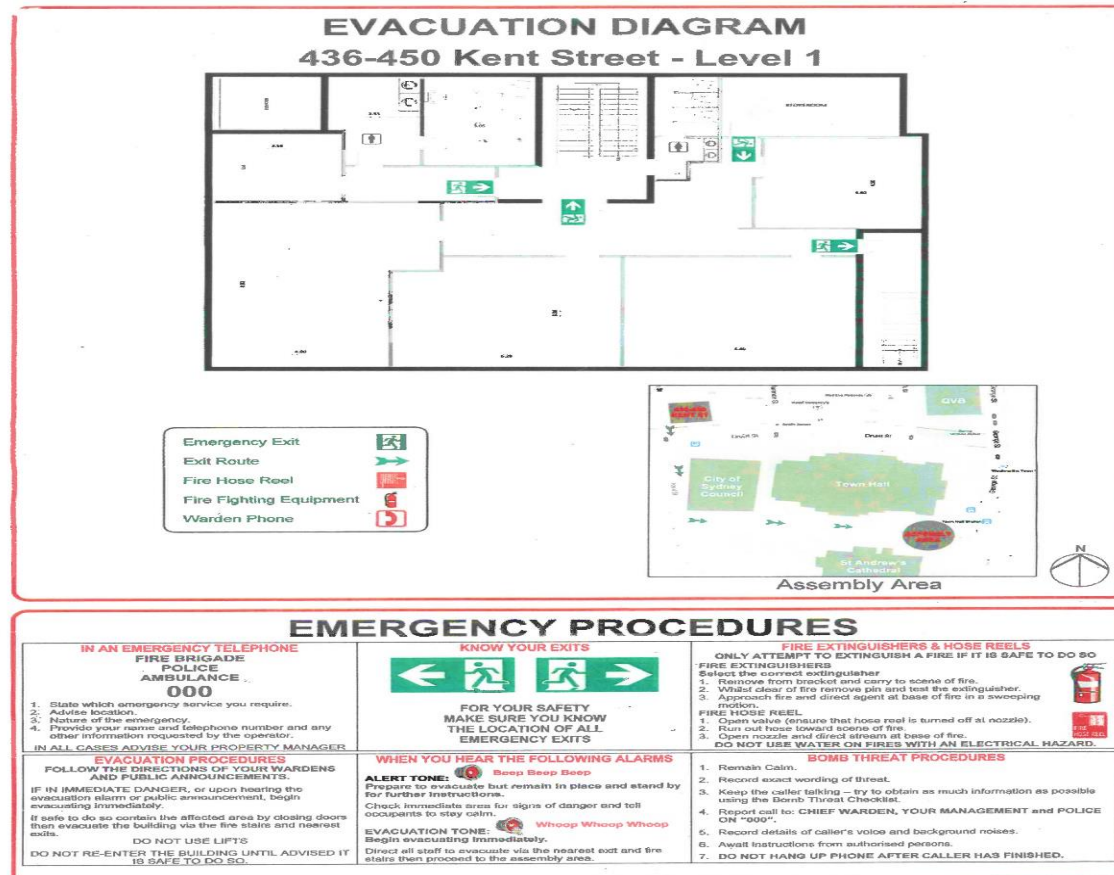 EVACUATION DIAGRAM
436-450 Kent Street - Level 1
Emergency Exit
Exit Route
Fire Hose Reel
Fire Fighting Equipment
Warden Phone
QVB
City of
Sydney
Council
Town Hall
ASSEMBLY
AREA
St Andrew's
Cathedral
Assembly Area
N
EMERGENCY PROCEDURES
IN AN EMERGENCY TELEPHONE
FIRE BRIGADE
POLICE
AMBULANCE
000
1. State which emergency service you require.
2. Advise location.
3. Nature of the emergency.
4. Provide your name and telephone number and any
other information requested by the operator.
IN ALL CASES ADVISE YOUR PROPERTY MANAGER
KNOW YOUR EXITS
FOR YOUR SAFETY
MAKE SURE YOU KNOW
THE LOCATION OF ALL
EMERGENCY EXITS
FIRE EXTINGUISHERS & HOSE REELS
ONLY ATTEMPT TO EXTINGUISH A FIRE IF IT IS SAFE TO DO SO
FIRE EXTINGUISHERS
Select the correct extinguisher
1. Remove from bracket and carry to scene of fire.
2. Whilst clear of fire remove pin and test the extinguisher.
3. Approach fire and direct agent at base of fire in a sweeping
motion.
FIRE HOSE REEL
1. Open valve (ensure that hose reel is turned off at nozzle).
2. Run out hose toward scene of fire.
3. Open nozzle and direct stream at base of fire.
DO NOT USE WATER ON FIRES WITH AN ELECTRICAL HAZARD.
EVACUATION PROCEDURES
FOLLOW THE DIRECTIONS OF YOUR WARDENS
AND PUBLIC ANNOUNCEMENTS.
IF IN IMMEDIATE DANGER, or upon hearing the
evacuation alarm or public announcement, begin
evacuating immediately.
If safe to do so contain the affected area by closing doors
then evacuate the building via the fire stairs and nearest
exits.
DO NOT USE LIFTS
DO NOT RE-ENTER THE BUILDING UNTIL ADVISED IT
IS SAFE TO DO SO.
WHEN YOU HEAR THE FOLLOWING ALARMS
ALERT TONE: Beep Beep Beep
Prepare to evacuate but remain in place and stand by
for further instructions.
Check immediate area for signs of danger and tell
occupants to stay calm.
EVACUATION TONE: Whoop Whoop Whoop
Begin evacuating immediately.
Direct all staff to evacuate via the nearest exit and fire
stairs then proceed to the assembly area.
BOMB THREAT PROCEDURES
1. Remain Calm.
2. Record exact wording of threat.
3. Keep the caller talking – try to obtain as much information as possible
using the Bomb Threat Checklist.
4. Report call to: CHIEF WARDEN, YOUR MANAGEMENT and POLICE
ON "000".
5. Record details of caller's voice and background noises.
6. Await instructions from authorised persons.
7. DO NOT HANG UP PHONE AFTER CALLER HAS FINISHED.